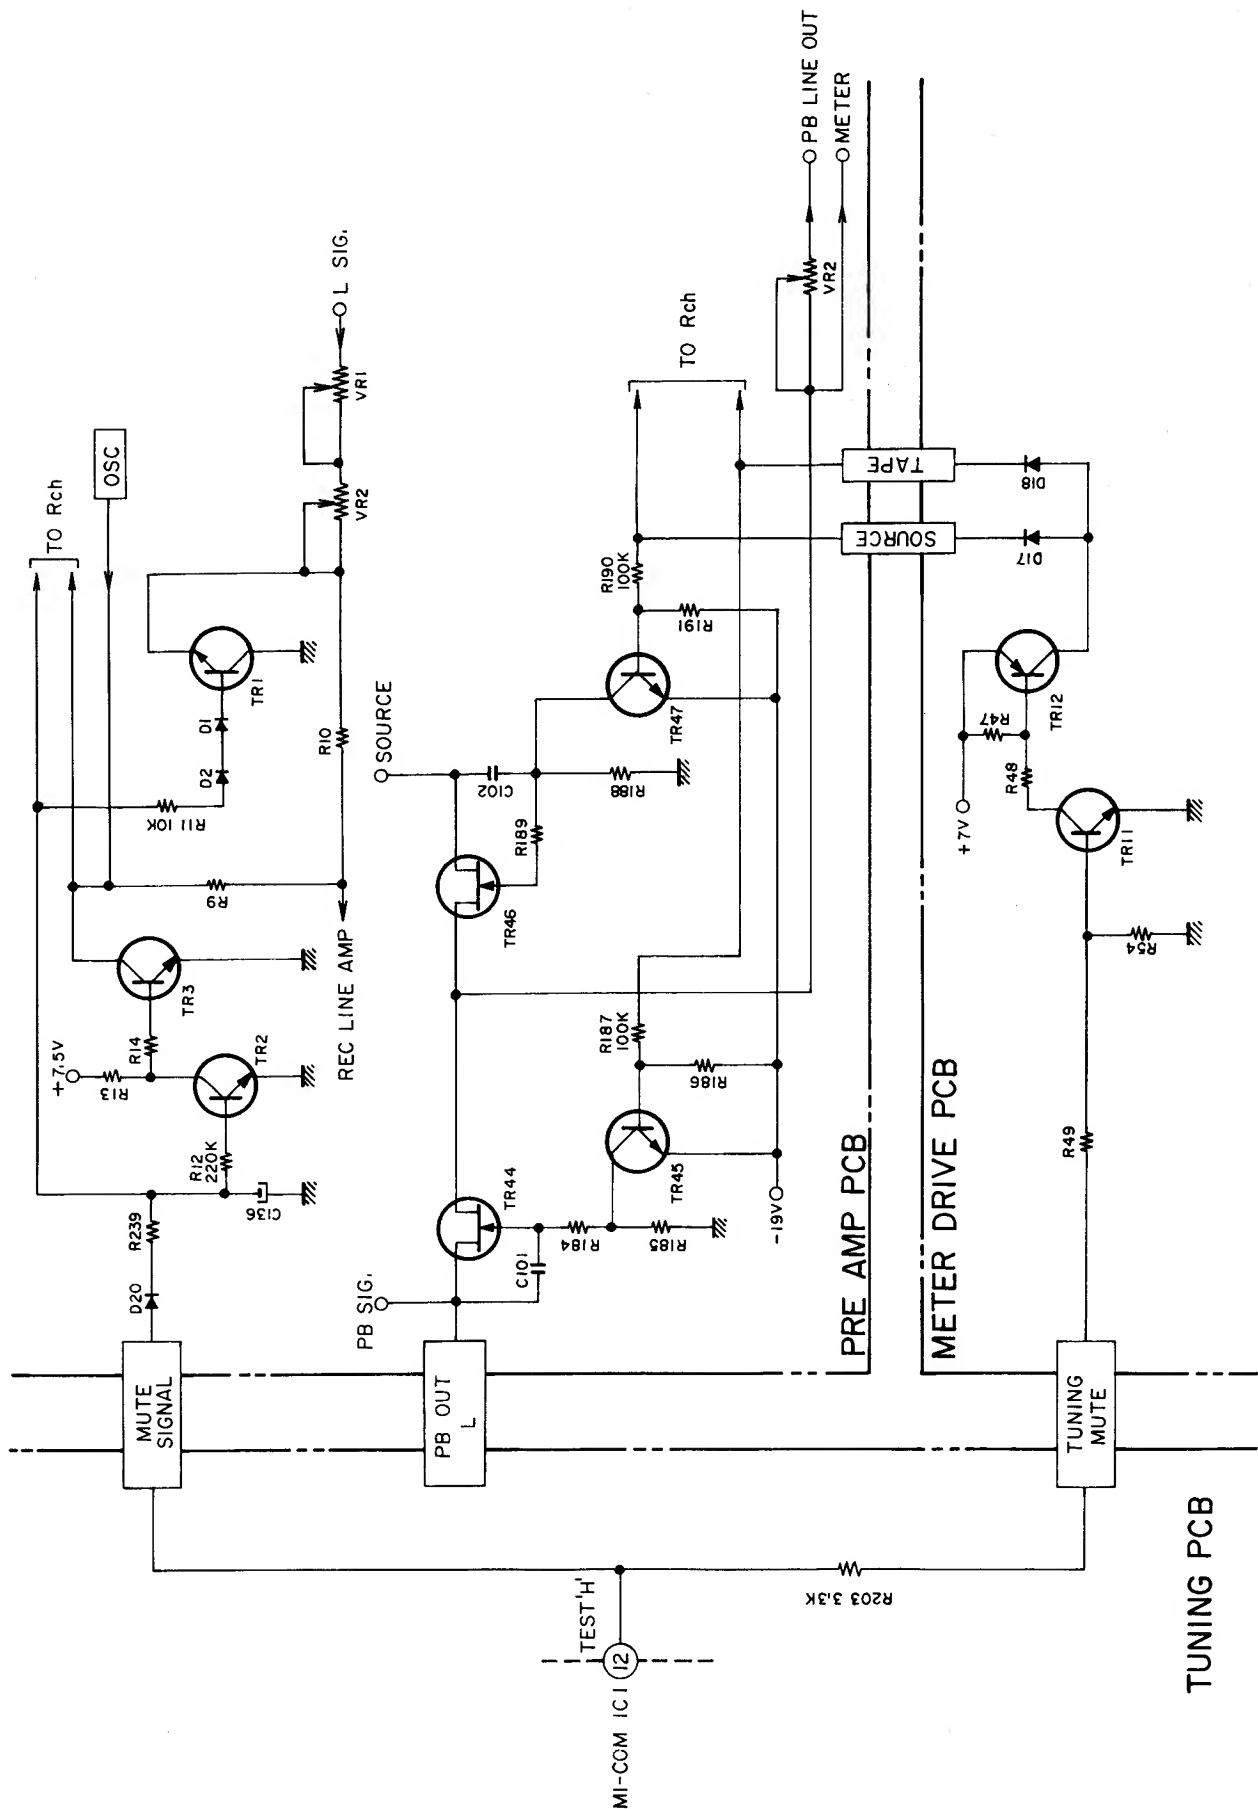 TO Rch
OSC
L SIG.
VR1
VR2
TR1
D1
D2
R11 10K
R10
R9
REC LINE AMP
TR3
R14
+7.5V
R13
TR2
R12
220K
C136
R239
D20
MUTE
SIGNAL
PB LINE OUT
METER
VR2
TO Rch
SOURCE
R190
100K
R191
TR47
C102
R188
R189
TR46
R187
100K
R186
TR45
TR44
C101
R184
R185
-19V
PB SIG.
PB OUT
L
TAPE
SOURCE
PRE AMP PCB
METER DRIVE PCB
D18
D17
TR12
R47
R48
+7V
TR11
R54
R49
TUNING
MUTE
TEST 'H'
12
MI-COM IC1
R203 3.3K
TUNING PCB